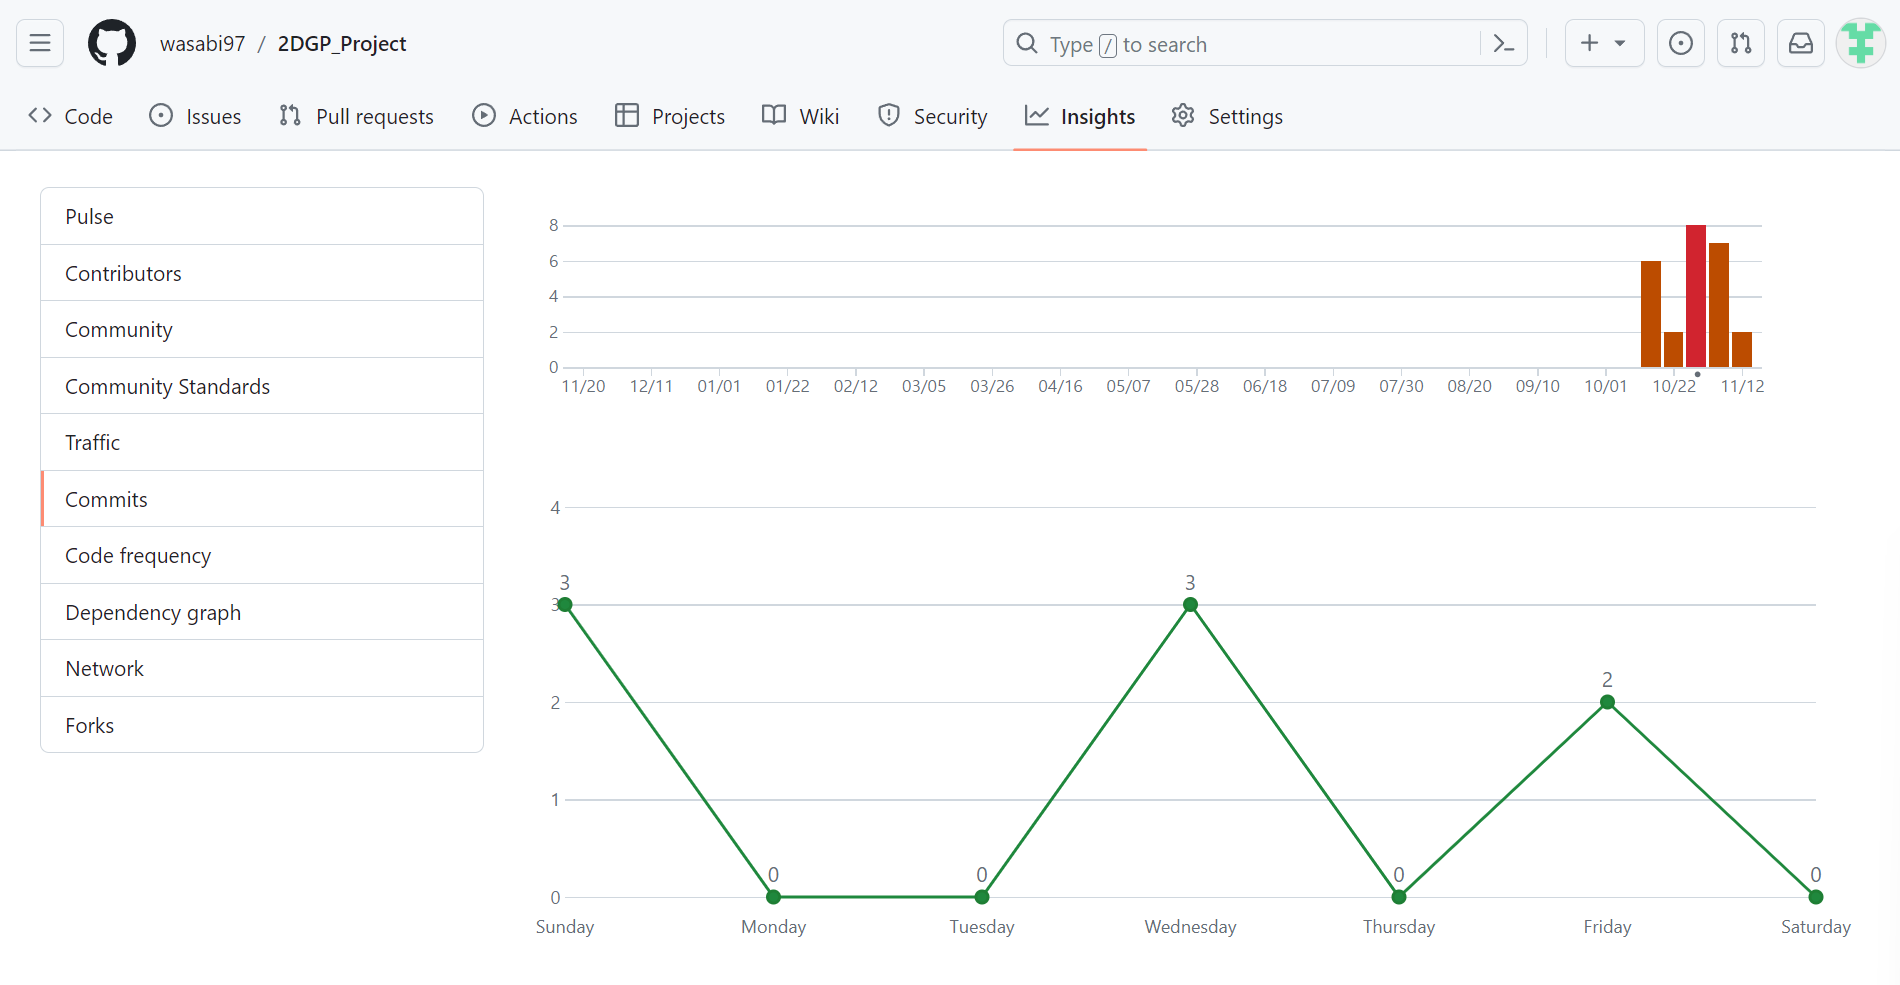 wasabi97 / 2DGP_Project
Type / to search
Code
Issues
Pull requests
Actions
Projects
Wiki
Security
Insights
Settings
Pulse
Contributors
Community
Community Standards
Traffic
Commits
Code frequency
Dependency graph
Network
Forks
8
6
4
2
0
11/20 12/11 01/01 01/22 02/12 03/05 03/26 04/16 05/07 05/28 06/18 07/09 07/30 08/20 09/10 10/01 10/22 11/12
4
3 3 2
3
2
1
0 0 0 0
0
Sunday Monday Tuesday Wednesday Thursday Friday Saturday